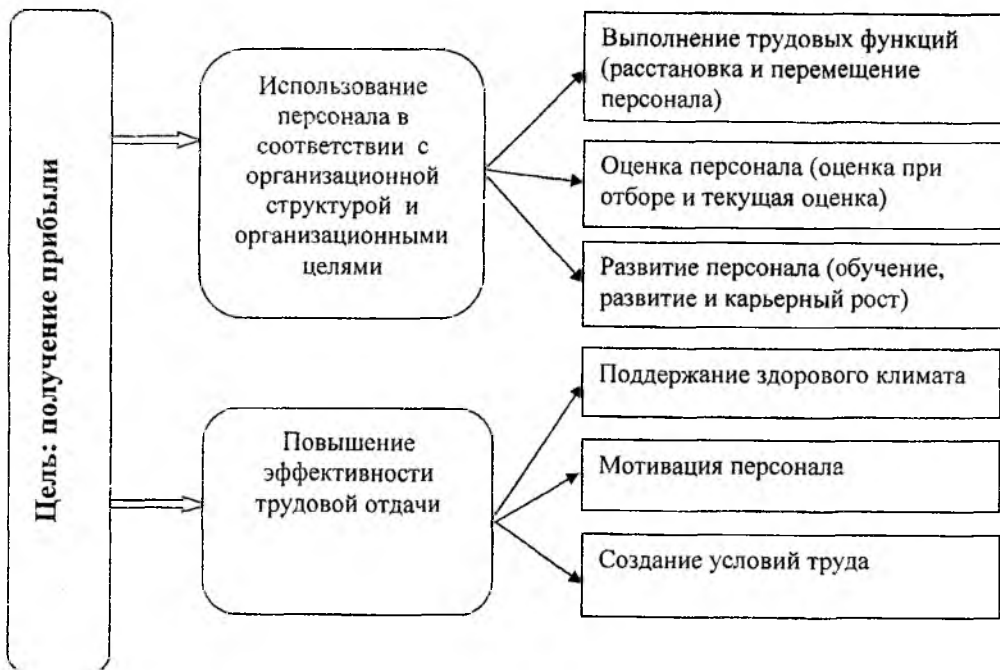 Цель: получение прибыли
Использование
персонала в
соответствии с
организационной
структурой и
организационными
целями
Выполнение трудовых функций
(расстановка и перемещение
персонала)
Оценка персонала (оценка при
отборе и текущая оценка)
Развитие персонала (обучение,
развитие и карьерный рост)
Повышение
эффективности
трудовой отдачи
Поддержание здорового климата
Мотивация персонала
Создание условий труда